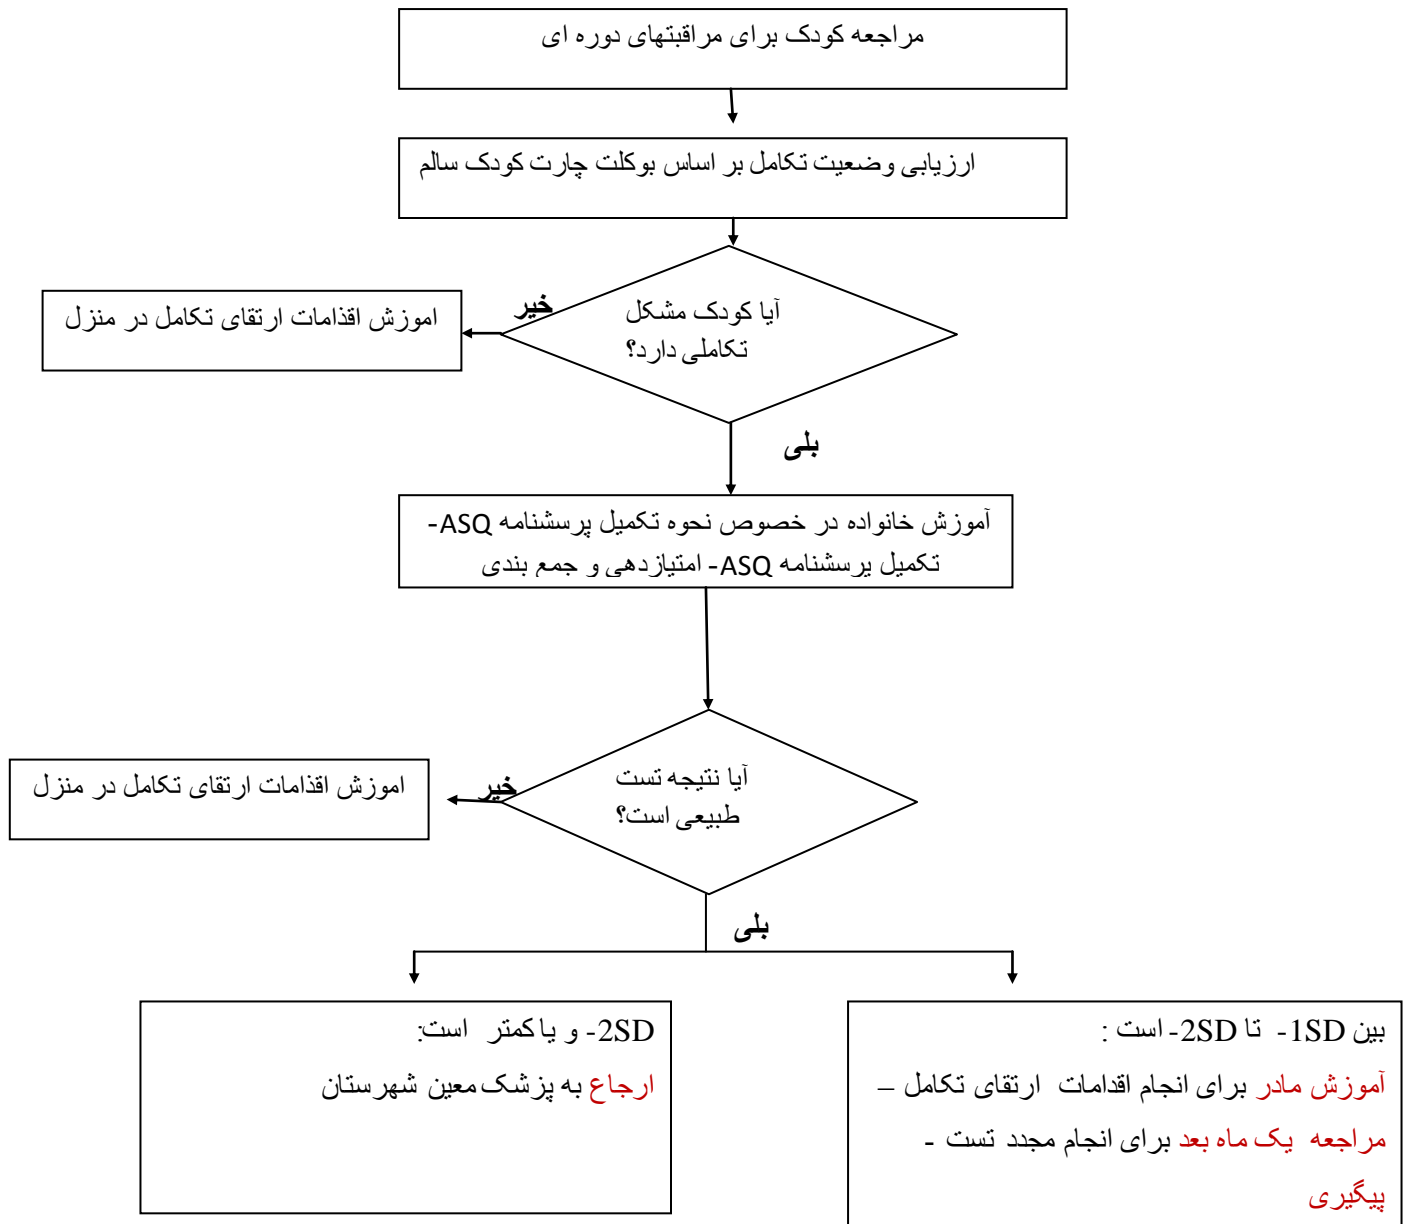 مراجعه کودک برای مراقبتهای دوره ای
ارزیابی وضعیت تکامل بر اساس بوکلت چارت کودک سالم
آیا کودک مشکل
تکاملی دارد؟
خیر
اموزش اقذامات ارتقای تکامل در منزل
بلی
آموزش خانواده در خصوص نحوه تکمیل پرسشنامه ASQ-
تکمیل پرسشنامه ASQ- امتیازدهی و جمع بندی
آیا نتیجه تست
طبیعی است؟
خیر
اموزش اقذامات ارتقای تکامل در منزل
بلی
بین 1SD- تا 2SD- است :
آموزش مادر برای انجام اقدامات ارتقای تکامل –
مراجعه یک ماه بعد برای انجام مجدد تست -
پیگیری
2SD- و یا کمتر است:
ارجاع به پزشک معین شهرستان